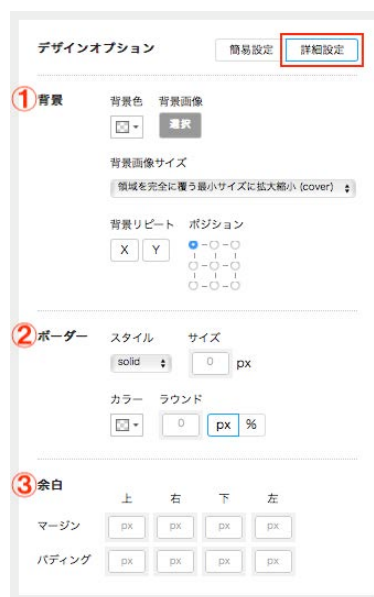 デザインオプション 簡易設定 詳細設定
1 背景 背景色 背景画像
選択
背景画像サイズ
領域を完全に覆う最小サイズに拡大縮小 (cover)
背景リピート ポジション
X Y
2 ボーダー スタイル サイズ
solid 0 px
カラー ラウンド
0 px %
3 余白
上 右 下 左
マージン px px px px
パディング px px px px